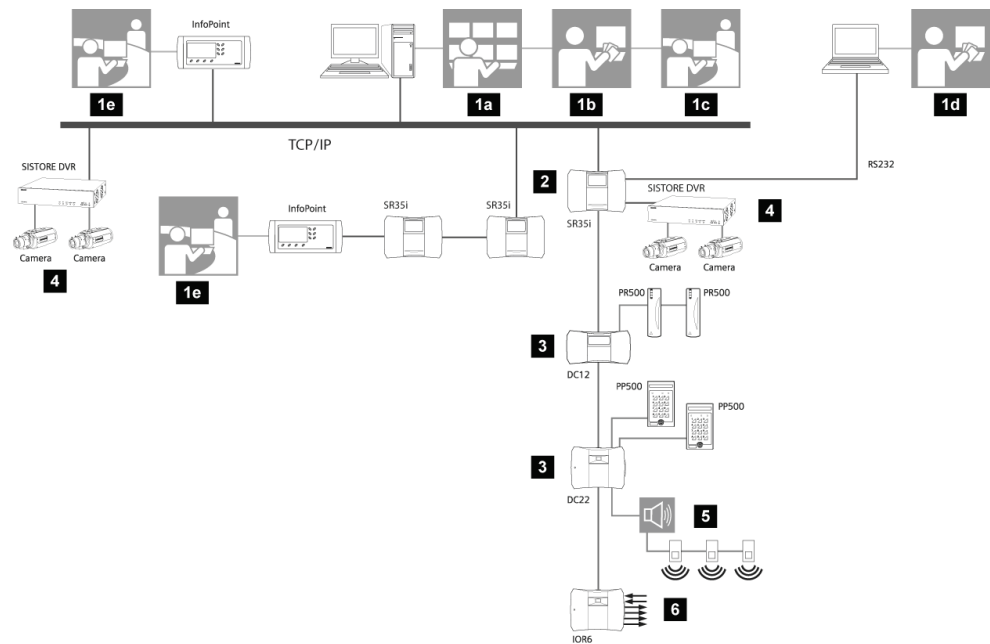 InfoPoint
1e
1a
1b
1c
1d
TCP/IP
RS232
SISTORE DVR
Camera
Camera
4
1e
InfoPoint
SR35i
SR35i
2
SR35i
SISTORE DVR
4
Camera
Camera
PR500
PR500
3
DC12
PP500
PP500
3
DC22
5
6
IOR6